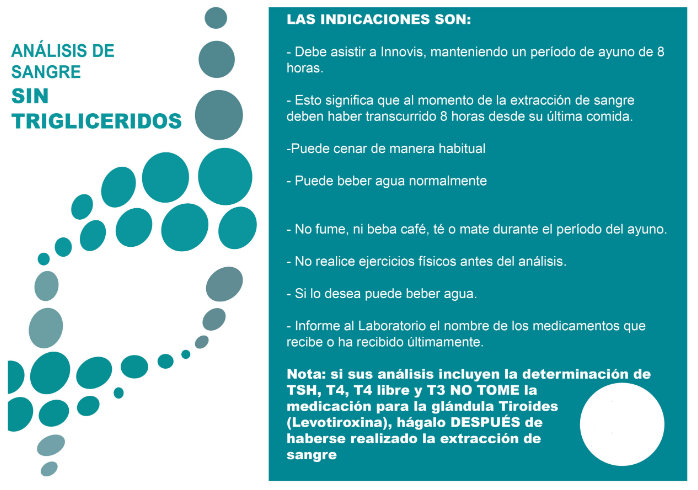 ANÁLISIS DE
SANGRE
SIN
TRIGLICERIDOS
LAS INDICACIONES SON:
- Debe asistir a Innovis, manteniendo un período de ayuno de 8
horas.
- Esto significa que al momento de la extracción de sangre
deben haber transcurrido 8 horas desde su última comida.
-Puede cenar de manera habitual
- Puede beber agua normalmente
- No fume, ni beba café, té o mate durante el período del ayuno.
- No realice ejercicios físicos antes del análisis.
- Si lo desea puede beber agua.
- Informe al Laboratorio el nombre de los medicamentos que
recibe o ha recibido últimamente.
Nota: si sus análisis incluyen la determinación de
TSH, T4, T4 libre y T3 NO TOME la
medicación para la glándula Tiroides
(Levotiroxina), hágalo DESPUÉS de
haberse realizado la extracción de
sangre